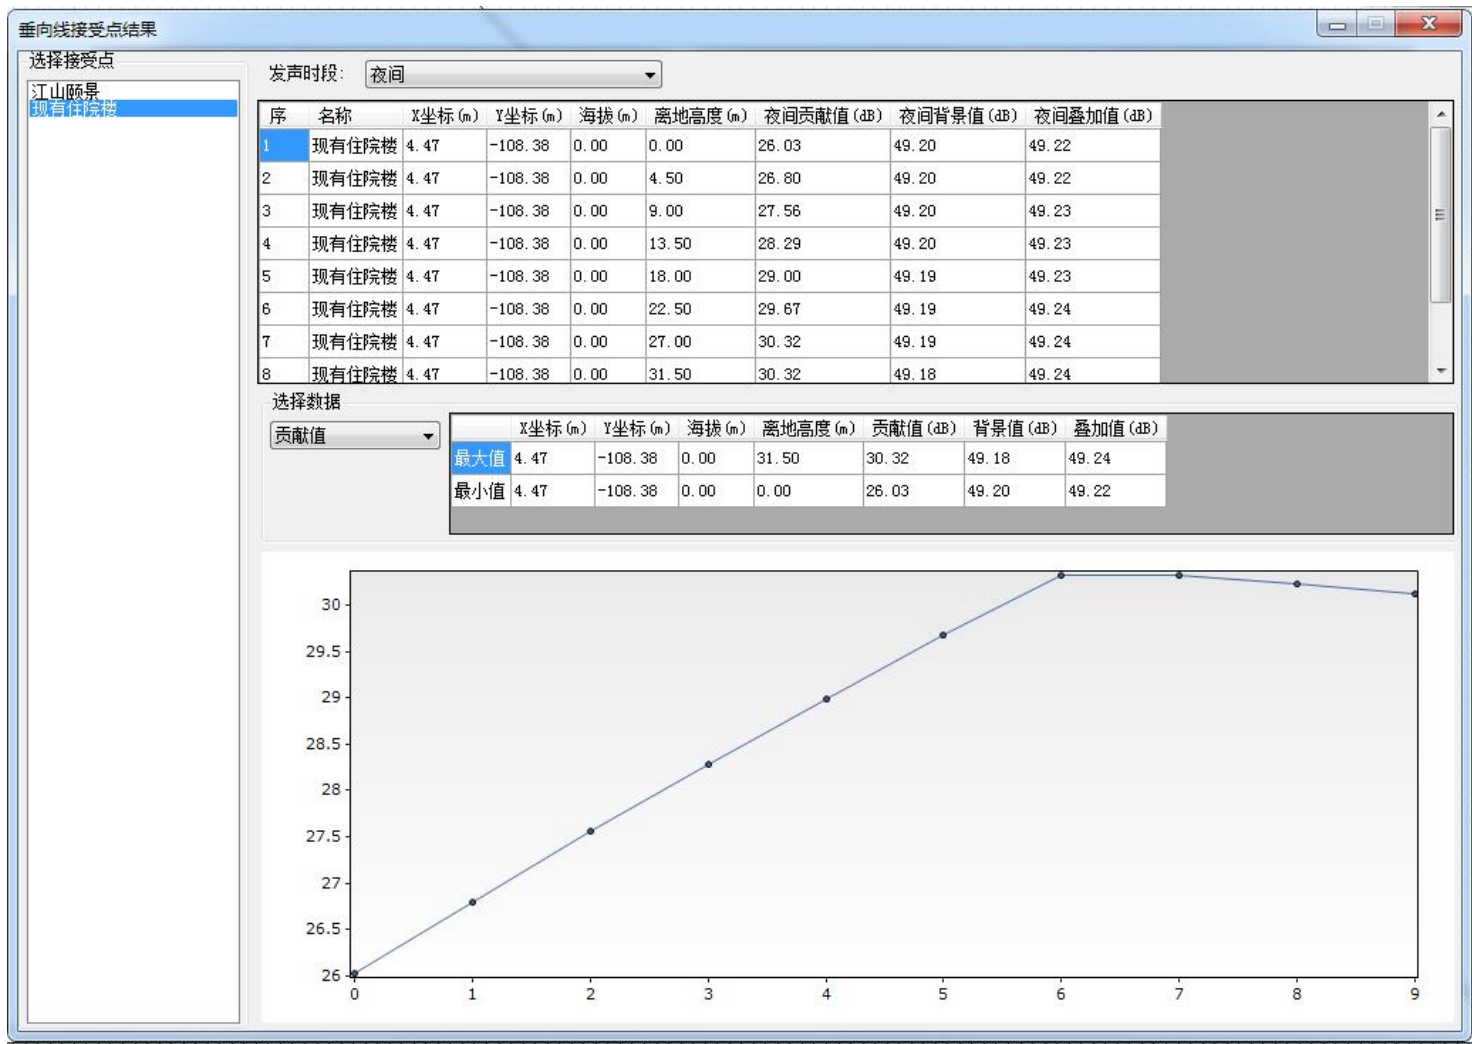 垂向线接受点结果
选择接受点
江山颐景
现有住院楼
发声时段: 夜间
序 名称 X坐标(m) Y坐标(m) 海拔(m) 离地高度(m) 夜间贡献值(dB) 夜间背景值(dB) 夜间叠加值(dB)
1 现有住院楼 4.47 -108.38 0.00 0.00 26.03 49.20 49.22
2 现有住院楼 4.47 -108.38 0.00 4.50 26.80 49.20 49.22
3 现有住院楼 4.47 -108.38 0.00 9.00 27.56 49.20 49.23
4 现有住院楼 4.47 -108.38 0.00 13.50 28.29 49.20 49.23
5 现有住院楼 4.47 -108.38 0.00 18.00 29.00 49.19 49.23
6 现有住院楼 4.47 -108.38 0.00 22.50 29.67 49.19 49.24
7 现有住院楼 4.47 -108.38 0.00 27.00 30.32 49.19 49.24
8 现有住院楼 4.47 -108.38 0.00 31.50 30.32 49.18 49.24
选择数据
贡献值
X坐标(m) Y坐标(m) 海拔(m) 离地高度(m) 贡献值(dB) 背景值(dB) 叠加值(dB)
最大值 4.47 -108.38 0.00 31.50 30.32 49.18 49.24
最小值 4.47 -108.38 0.00 0.00 26.03 49.20 49.22
30
29.5
29
28.5
28
27.5
27
26.5
26
0 1 2 3 4 5 6 7 8 9